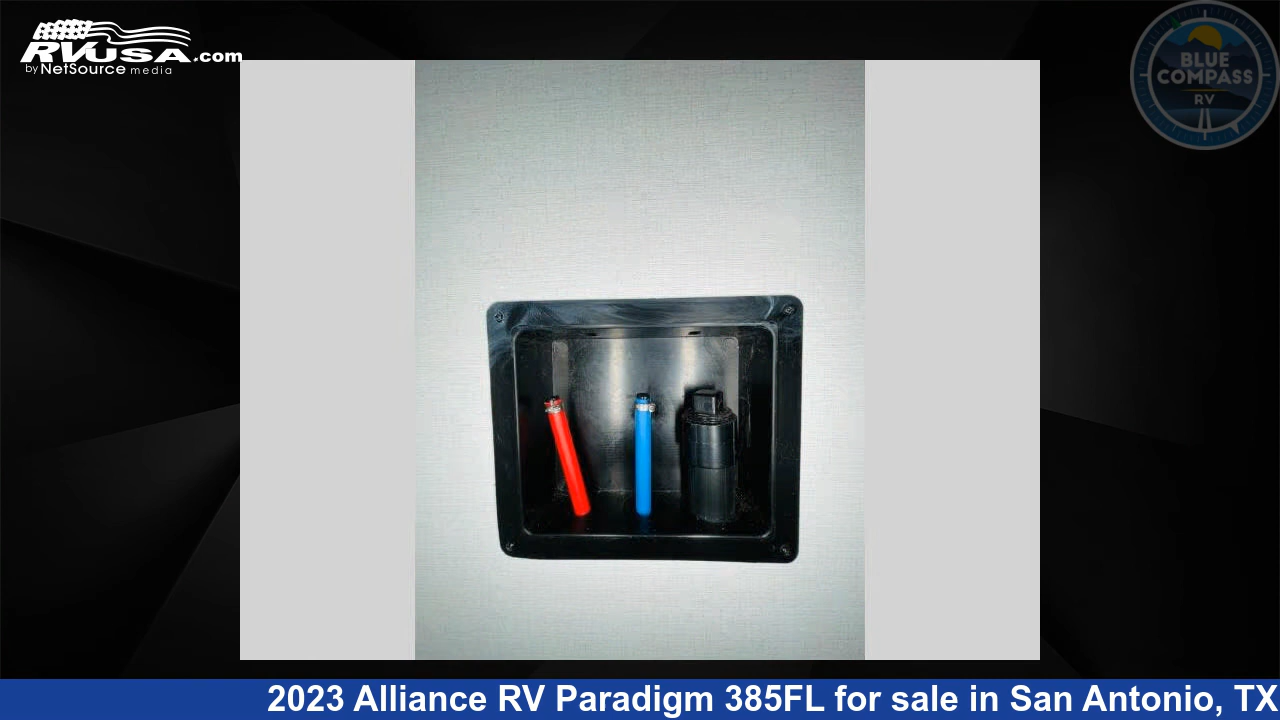 RVUSA.com
by NetSource media
BLUE
COMPASS
RV
2023 Alliance RV Paradigm 385FL for sale in San Antonio, TX